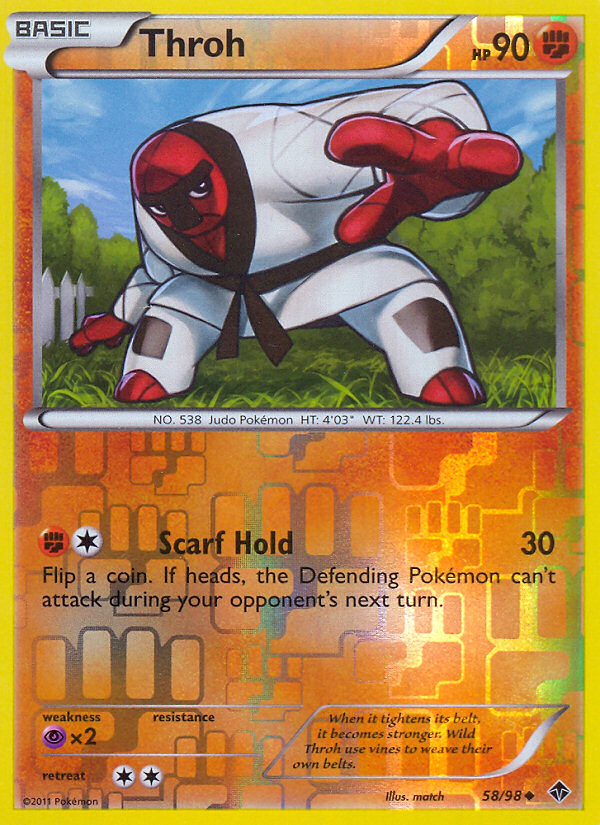 BASIC
Throh
HP 90
NO. 538 Judo Pokémon HT: 4'03" WT: 122.4 lbs.
Scarf Hold 30
Flip a coin. If heads, the Defending Pokémon can't
attack during your opponent's next turn.
weakness resistance
×2
When it tightens its belt,
it becomes stronger. Wild
Throh use vines to weave their
own belts.
retreat
©2011 Pokémon
Illus. match 58/98